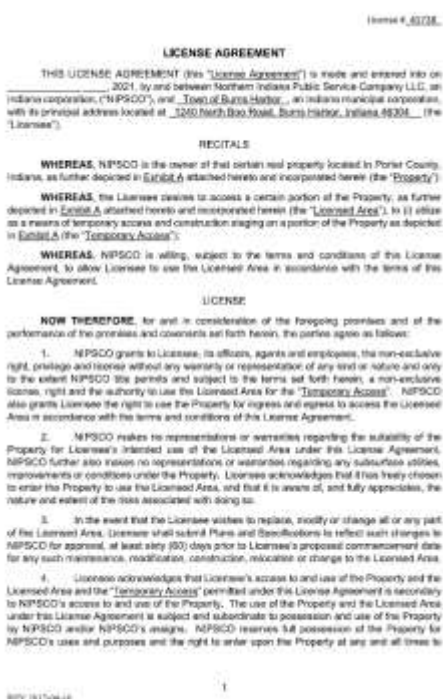 License # 40738
LICENSE AGREEMENT
THIS LICENSE AGREEMENT (this "License Agreement") is made and entered into on
, 2021, by and between Northern Indiana Public Service Company LLC, an
Indiana corporation, ("NIPSCO"), and Town of Burns Harbor , an Indiana municipal corporation,
with its principal address located at 1240 North Boo Road, Burns Harbor, Indiana 46304 (the
"Licensee").
RECITALS
WHEREAS, NIPSCO is the owner of that certain real property located in Porter County,
Indiana, as further depicted in Exhibit A attached hereto and incorporated herein (the "Property");
WHEREAS, the Licensee desires to access a certain portion of the Property, as further
depicted in Exhibit A attached hereto and incorporated herein (the "Licensed Area"), to (i) utilize
as a means of temporary access and construction staging on a portion of the Property as depicted
in Exhibit A (the "Temporary Access");
WHEREAS, NIPSCO is willing, subject to the terms and conditions of this License
Agreement, to allow Licensee to use the Licensed Area in accordance with the terms of this
License Agreement.
LICENSE
NOW THEREFORE, for and in consideration of the foregoing promises and of the
performance of the promises and covenants set forth herein, the parties agree as follows:
1. NIPSCO grants to Licensee, its officers, agents and employees, the non-exclusive
right, privilege and license without any warranty or representation of any kind or nature and only
to the extent NIPSCO title permits and subject to the terms set forth herein, a non-exclusive
license, right and the authority to use the Licensed Area for the "Temporary Access". NIPSCO
also grants Licensee the right to use the Property for ingress and egress to access the Licensed
Area in accordance with the terms and conditions of this License Agreement.
2. NIPSCO makes no representations or warranties regarding the suitability of the
Property for Licensee's intended use of the Licensed Area under this License Agreement.
NIPSCO further also makes no representations or warranties regarding any subsurface utilities,
improvements or conditions under the Property. Licensee acknowledges that it has freely chosen
to enter the Property to use the Licensed Area, and that it is aware of, and fully appreciates, the
nature and extent of the risks associated with doing so.
3. In the event that the Licensee wishes to replace, modify or change all or any part
of the Licensed Area, Licensee shall submit Plans and Specifications to reflect such changes to
NIPSCO for approval, at least sixty (60) days prior to Licensee's proposed commencement date
for any such maintenance, modification, construction, relocation or change to the Licensed Area.
4. Licensee acknowledges that Licensee's access to and use of the Property and the
Licensed Area and the "Temporary Access" permitted under this License Agreement is secondary
to NIPSCO's access to and use of the Property. The use of the Property and the Licensed Area
under this License Agreement is subject and subordinate to possession and use of the Property
by NIPSCO and/or NIPSCO's assigns. NIPSCO reserves full possession of the Property for
NIPSCO's uses and purposes and the right to enter upon the Property at any and all times to
1